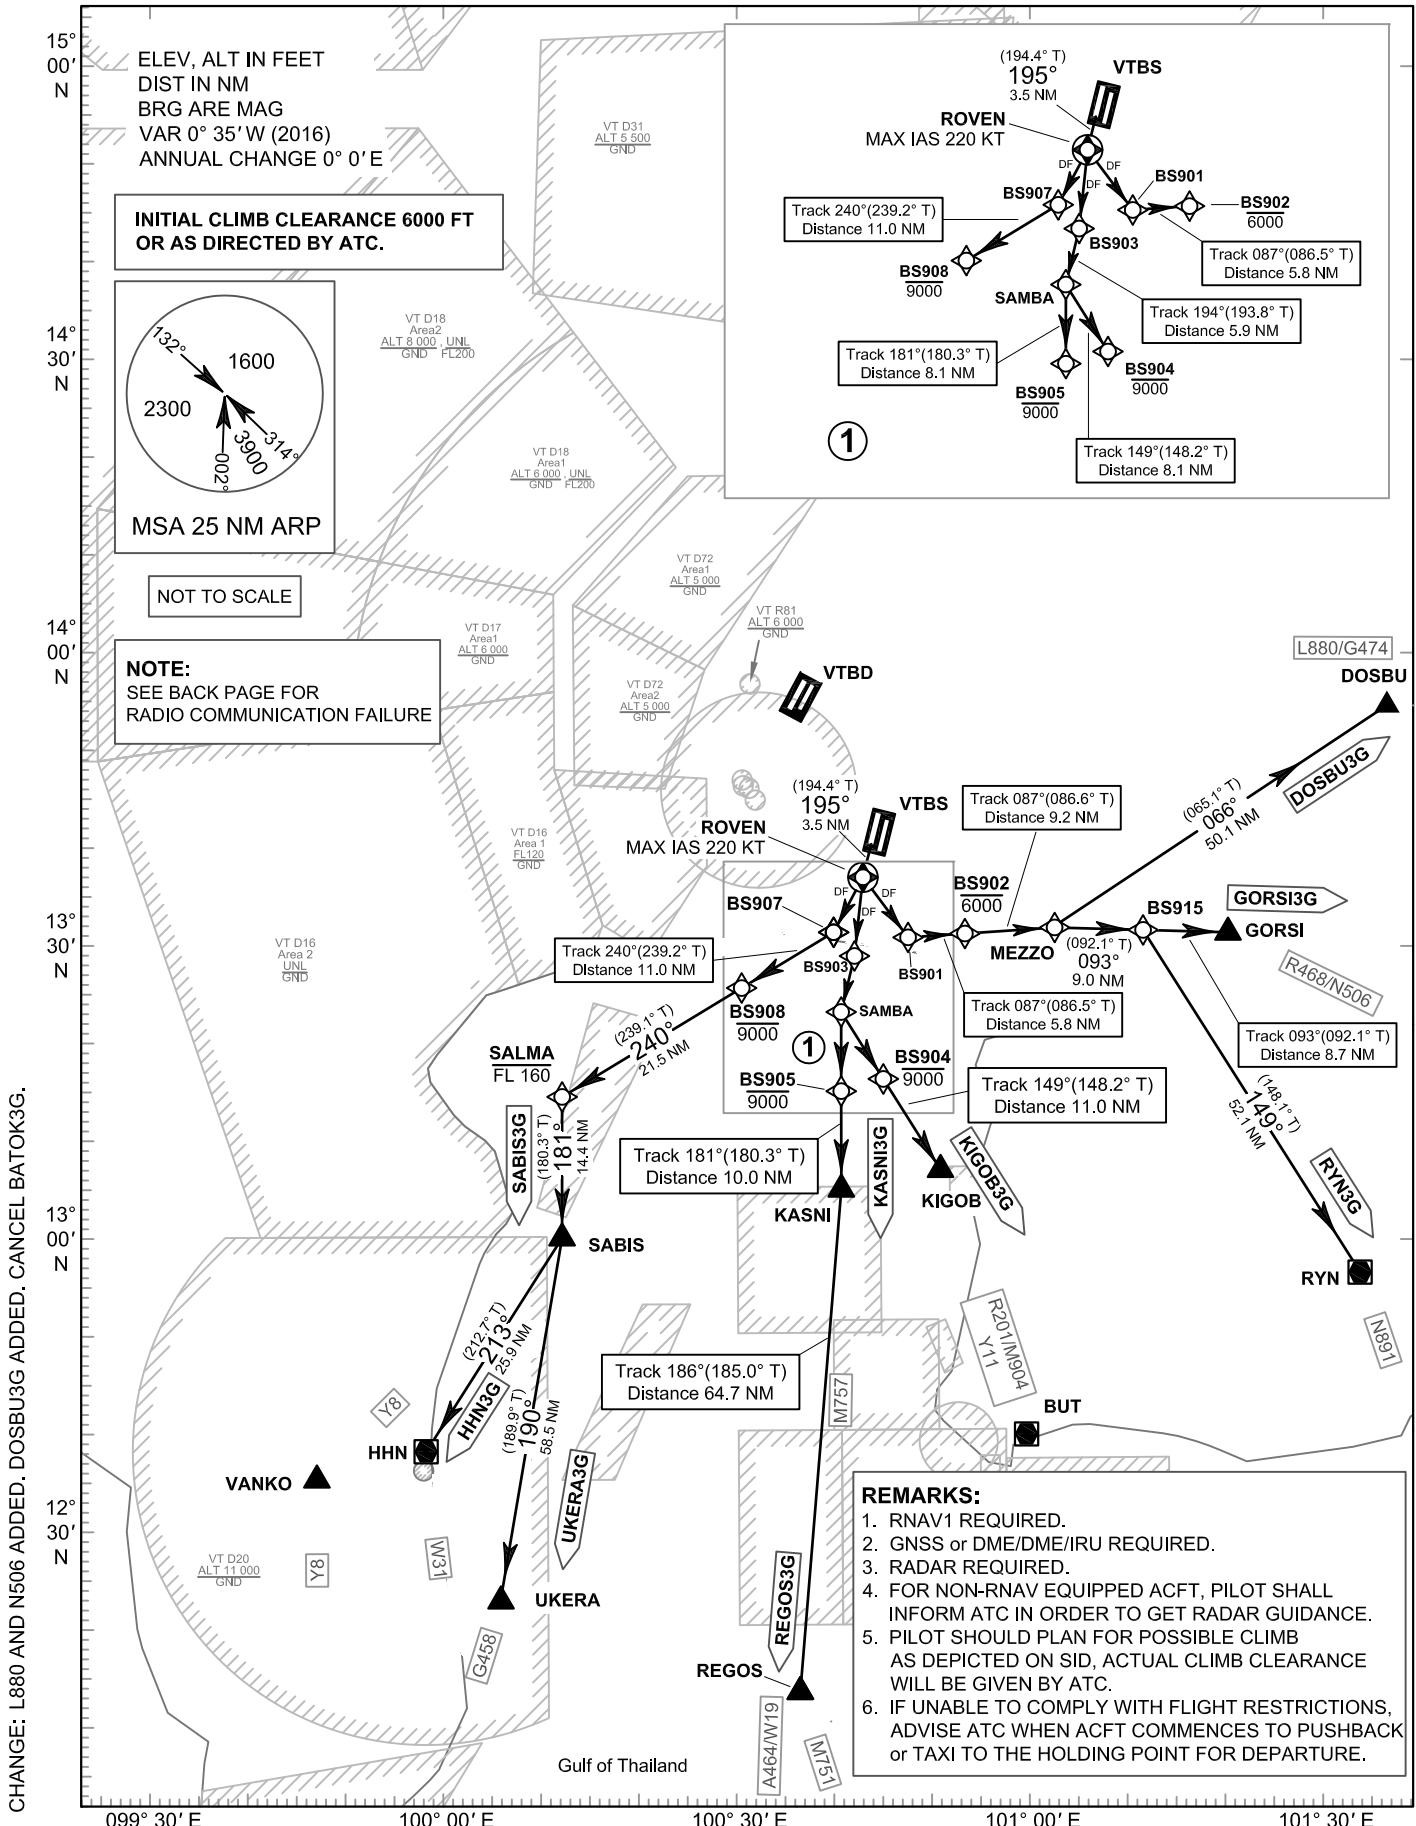 15°
00′
N
14°
30′
N
14°
00′
N
13°
30′
N
13°
00′
N
12°
30′
N
ELEV, ALT IN FEET
DIST IN NM
BRG ARE MAG
VAR 0° 35′ W (2016)
ANNUAL CHANGE 0° 0′ E
INITIAL CLIMB CLEARANCE 6000 FT
OR AS DIRECTED BY ATC.
132°
1600
2300
3900
314°
002°
MSA 25 NM ARP
NOT TO SCALE
NOTE:
SEE BACK PAGE FOR
RADIO COMMUNICATION FAILURE
VT D31
ALT 5 500
GND
VT D18
Area2
ALT 8 000 , UNL
GND FL200
VT D18
Area1
ALT 6 000 , UNL
GND FL200
VT D72
Area1
ALT 5 000
GND
VT R81
ALT 6 000
GND
VT D17
Area1
ALT 6 000
GND
VT D72
Area2
ALT 5 000
GND
VT D16
Area 1
FL120
GND
VT D16
Area 2
UNL
GND
VT D20
ALT 11 000
GND
(194.4° T)
195°
3.5 NM
VTBS
ROVEN
MAX IAS 220 KT
DF
DF
DF
BS907
BS901
BS902
6000
Track 240°(239.2° T)
Distance 11.0 NM
BS903
Track 087°(086.5° T)
Distance 5.8 NM
BS908
9000
SAMBA
Track 194°(193.8° T)
Distance 5.9 NM
Track 181°(180.3° T)
Distance 8.1 NM
BS904
9000
BS905
9000
1
Track 149°(148.2° T)
Distance 8.1 NM
VTBD
L880/G474
DOSBU
DOSBU3G
(065.1° T)
066°
50.1 NM
(194.4° T)
195°
3.5 NM
VTBS
Track 087°(086.6° T)
Distance 9.2 NM
ROVEN
MAX IAS 220 KT
DF
DF
DF
BS902
6000
BS907
BS915
GORSI3G
GORSI
Track 240°(239.2° T)
DIstance 11.0 NM
BS903
BS901
MEZZO
(092.1° T)
093°
9.0 NM
R468/N506
BS908
9000
SAMBA
Track 087°(086.5° T)
Distance 5.8 NM
Track 093°(092.1° T)
Distance 8.7 NM
(239.1° T)
240°
21.5 NM
SALMA
FL 160
1
BS904
9000
BS905
9000
Track 149°(148.2° T)
Distance 11.0 NM
(148.1° T)
149°
52.1 NM
SABIS3G
(180.3° T)
181°
14.4 NM
Track 181°(180.3° T)
Distance 10.0 NM
KASNI3G
KIGOB3G
RYN3G
KASNI
KIGOB
SABIS
RYN
(212.7° T)
213°
25.9 NM
HHN3G
(189.9° T)
190°
58.5 NM
Track 186°(185.0° T)
Distance 64.7 NM
M757
R201/M904
Y11
N891
Y8
HHN
BUT
VANKO
UKERA3G
Y8
W31
UKERA
G458
REGOS3G
REGOS
A464/W19
M751
Gulf of Thailand
REMARKS:
1. RNAV1 REQUIRED.
2. GNSS or DME/DME/IRU REQUIRED.
3. RADAR REQUIRED.
4. FOR NON-RNAV EQUIPPED ACFT, PILOT SHALL
INFORM ATC IN ORDER TO GET RADAR GUIDANCE.
5. PILOT SHOULD PLAN FOR POSSIBLE CLIMB
AS DEPICTED ON SID, ACTUAL CLIMB CLEARANCE
WILL BE GIVEN BY ATC.
6. IF UNABLE TO COMPLY WITH FLIGHT RESTRICTIONS,
ADVISE ATC WHEN ACFT COMMENCES TO PUSHBACK
or TAXI TO THE HOLDING POINT FOR DEPARTURE.
099° 30′ E
100° 00′ E
100° 30′ E
101° 00′ E
101° 30′ E
CHANGE: L880 AND N506 ADDED. DOSBU3G ADDED. CANCEL BATOK3G.